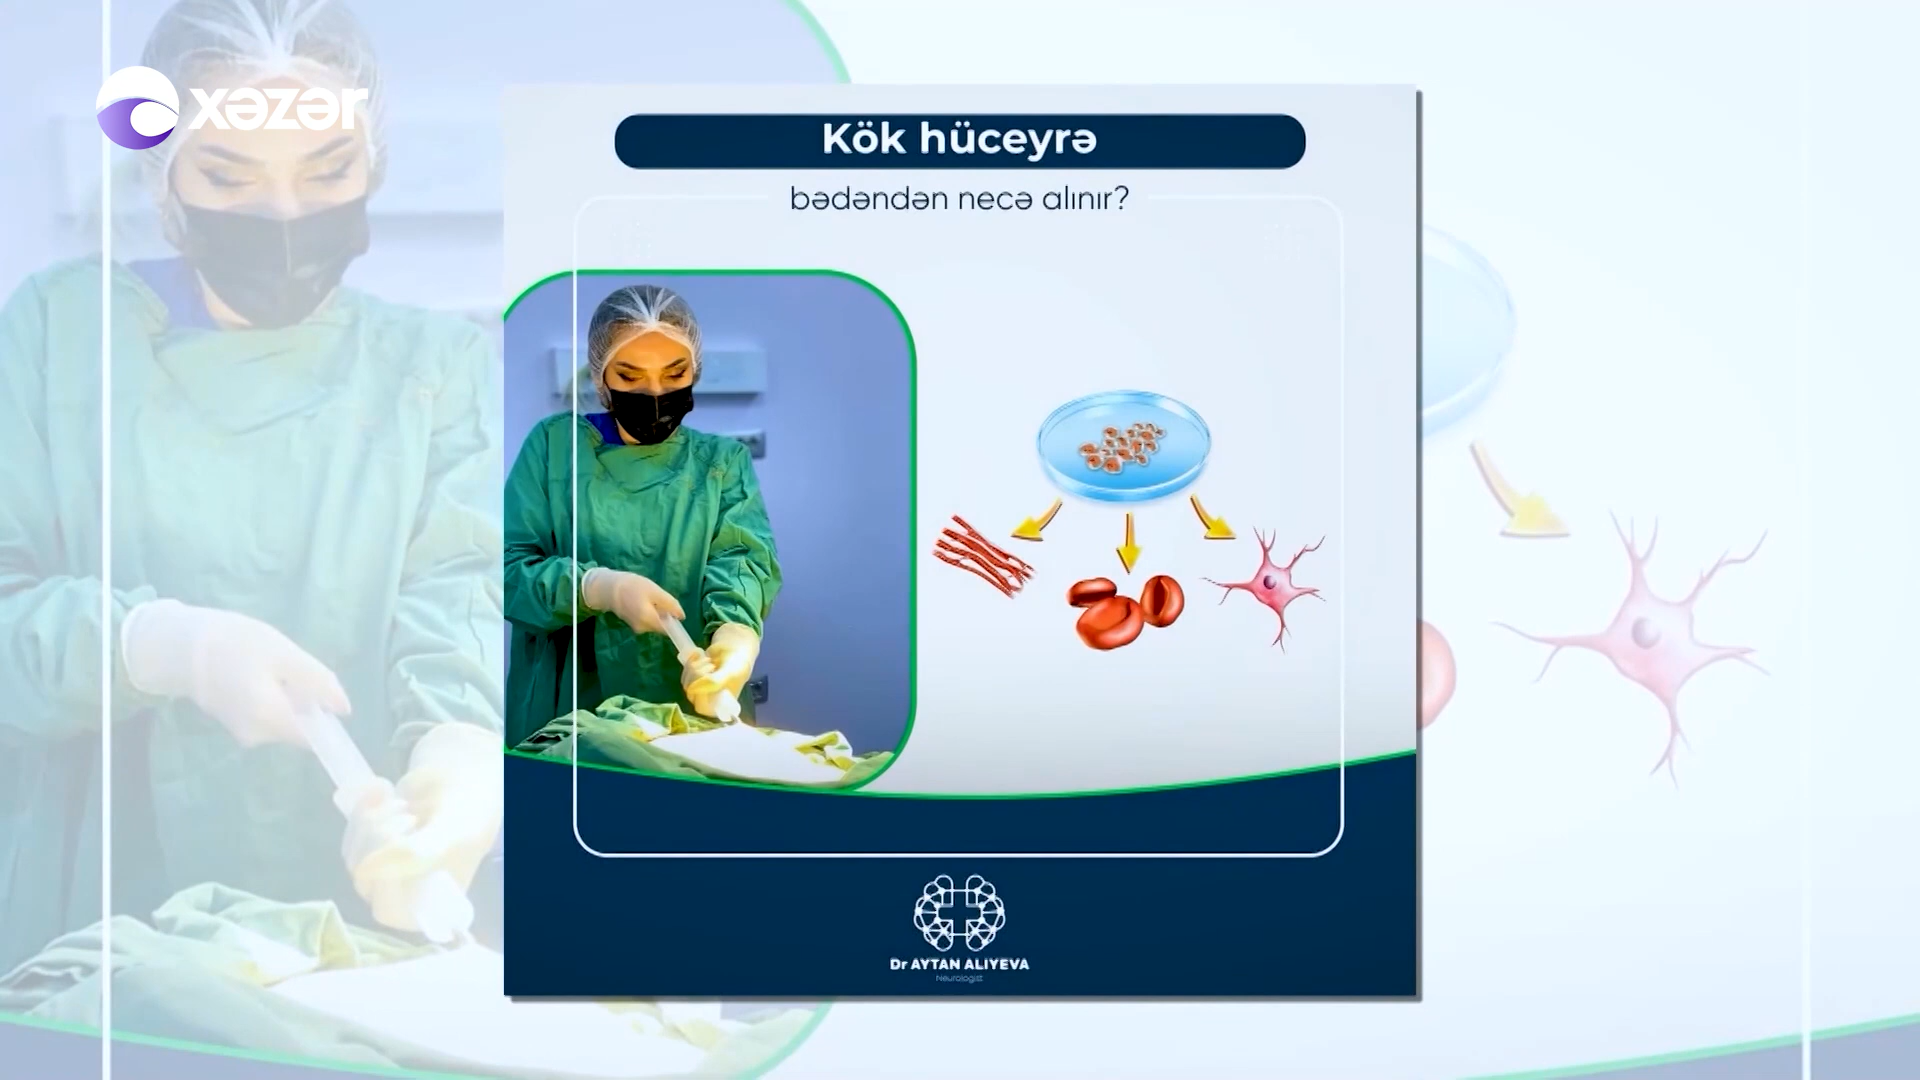 xəzər
Kök hüceyrə
bədəndən necə alınır?
Dr AYTAN ALIYEVA
Neurologist